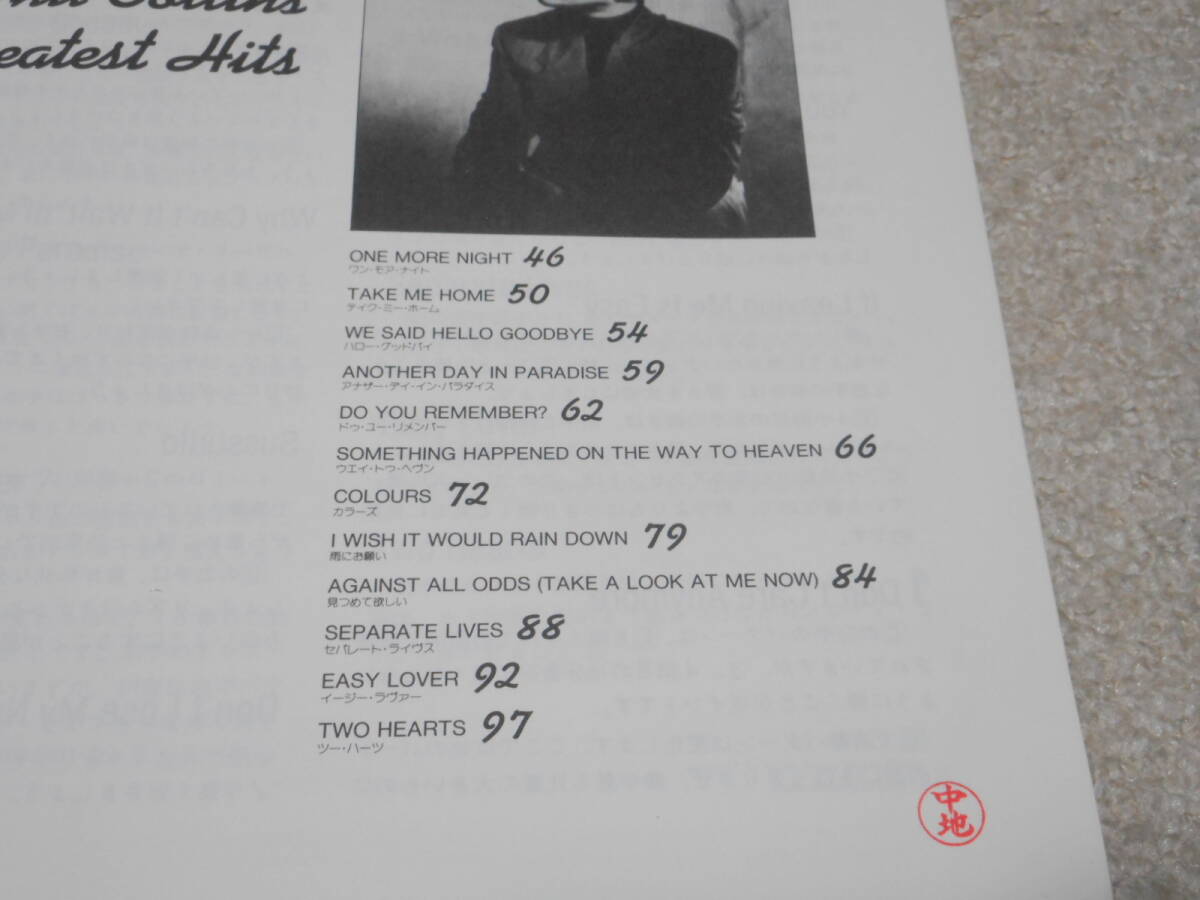 Collins
Greatest Hits
ONE MORE NIGHT 46
ワン・モア・ナイト
TAKE ME HOME 50
テイク・ミー・ホーム
WE SAID HELLO GOODBYE 54
ハロー・グッドバイ
ANOTHER DAY IN PARADISE 59
アナザー・デイ・イン・パラダイス
DO YOU REMEMBER? 62
ドゥ・ユー・リメンバー
SOMETHING HAPPENED ON THE WAY TO HEAVEN 66
ウエイ・トゥ・ヘヴン
COLOURS 72
カラーズ
I WISH IT WOULD RAIN DOWN 79
雨にお願い
AGAINST ALL ODDS (TAKE A LOOK AT ME NOW) 84
見つめて欲しい
SEPARATE LIVES 88
セパレート・ライヴス
EASY LOVER 92
イージー・ラヴァー
TWO HEARTS 97
ツー・ハーツ
中地